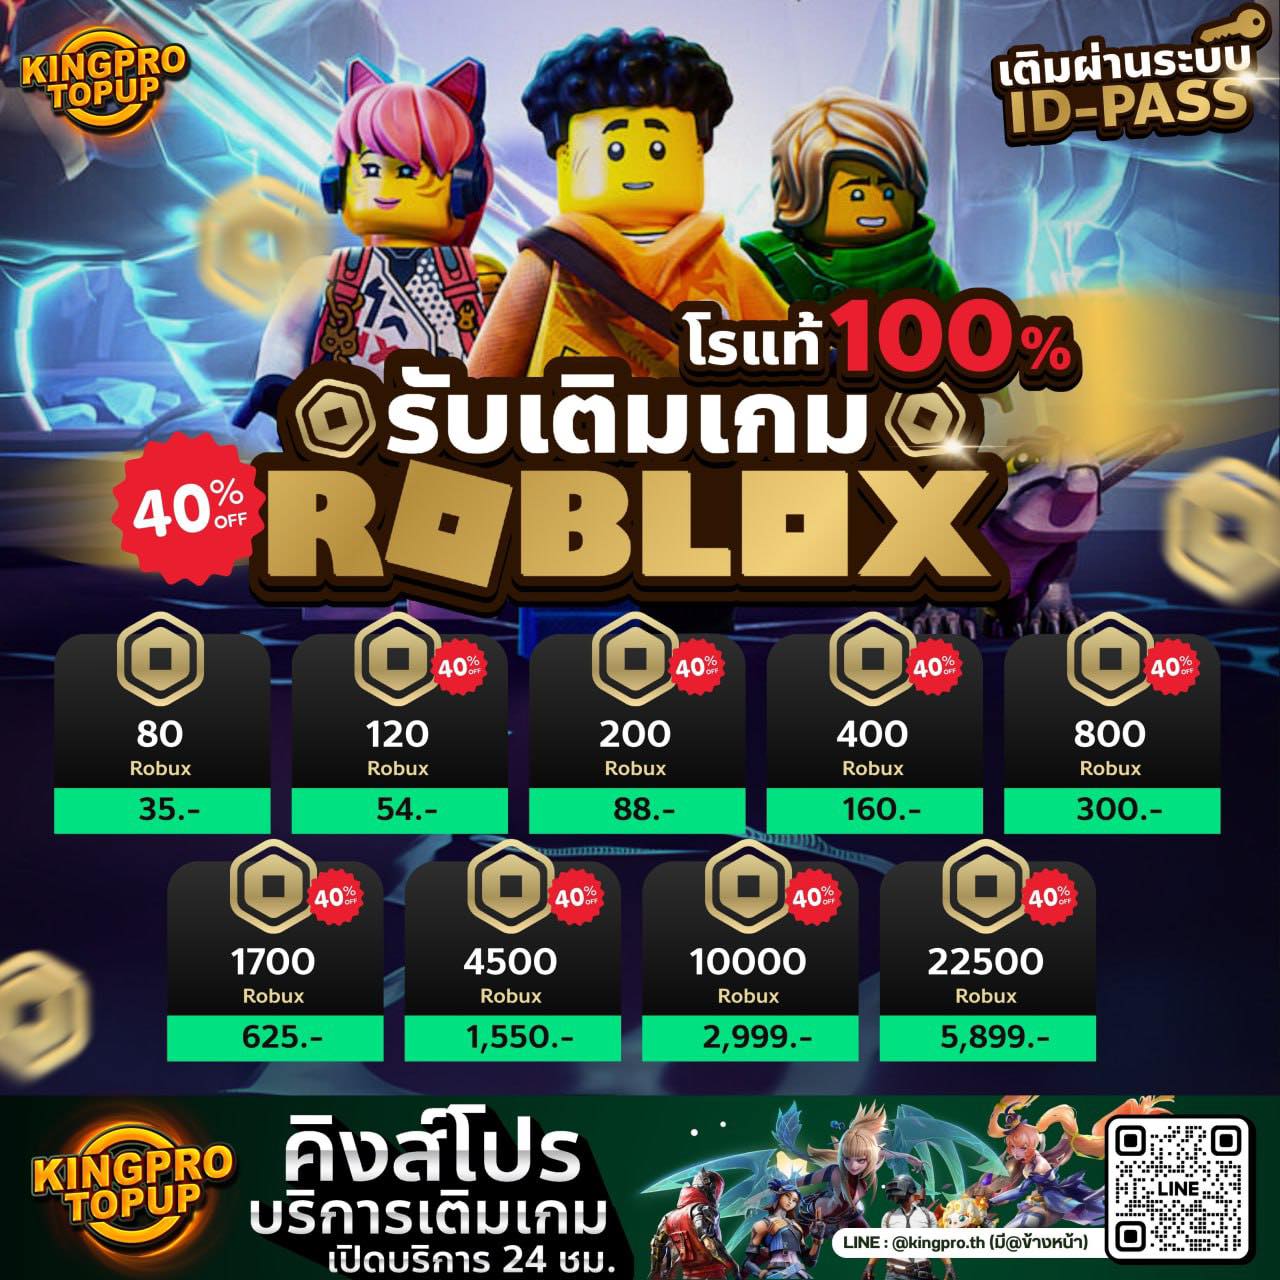 KINGPRO
TOPUP
เติมผ่านระบบ
ID-PASS
โรแท้ 100%
รับเติมเกม
40% OFF
ROBLOX
80
Robux
35.-
40% OFF
120
Robux
54.-
40% OFF
200
Robux
88.-
40% OFF
400
Robux
160.-
40% OFF
800
Robux
300.-
40% OFF
1700
Robux
625.-
40% OFF
4500
Robux
1,550.-
40% OFF
10000
Robux
2,999.-
40% OFF
22500
Robux
5,899.-
KINGPRO
TOPUP
คิงส์โปร
บริการเติมเกม
เปิดบริการ 24 ชม.
LINE : @kingpro.th (มี@ข้างหน้า)
LINE